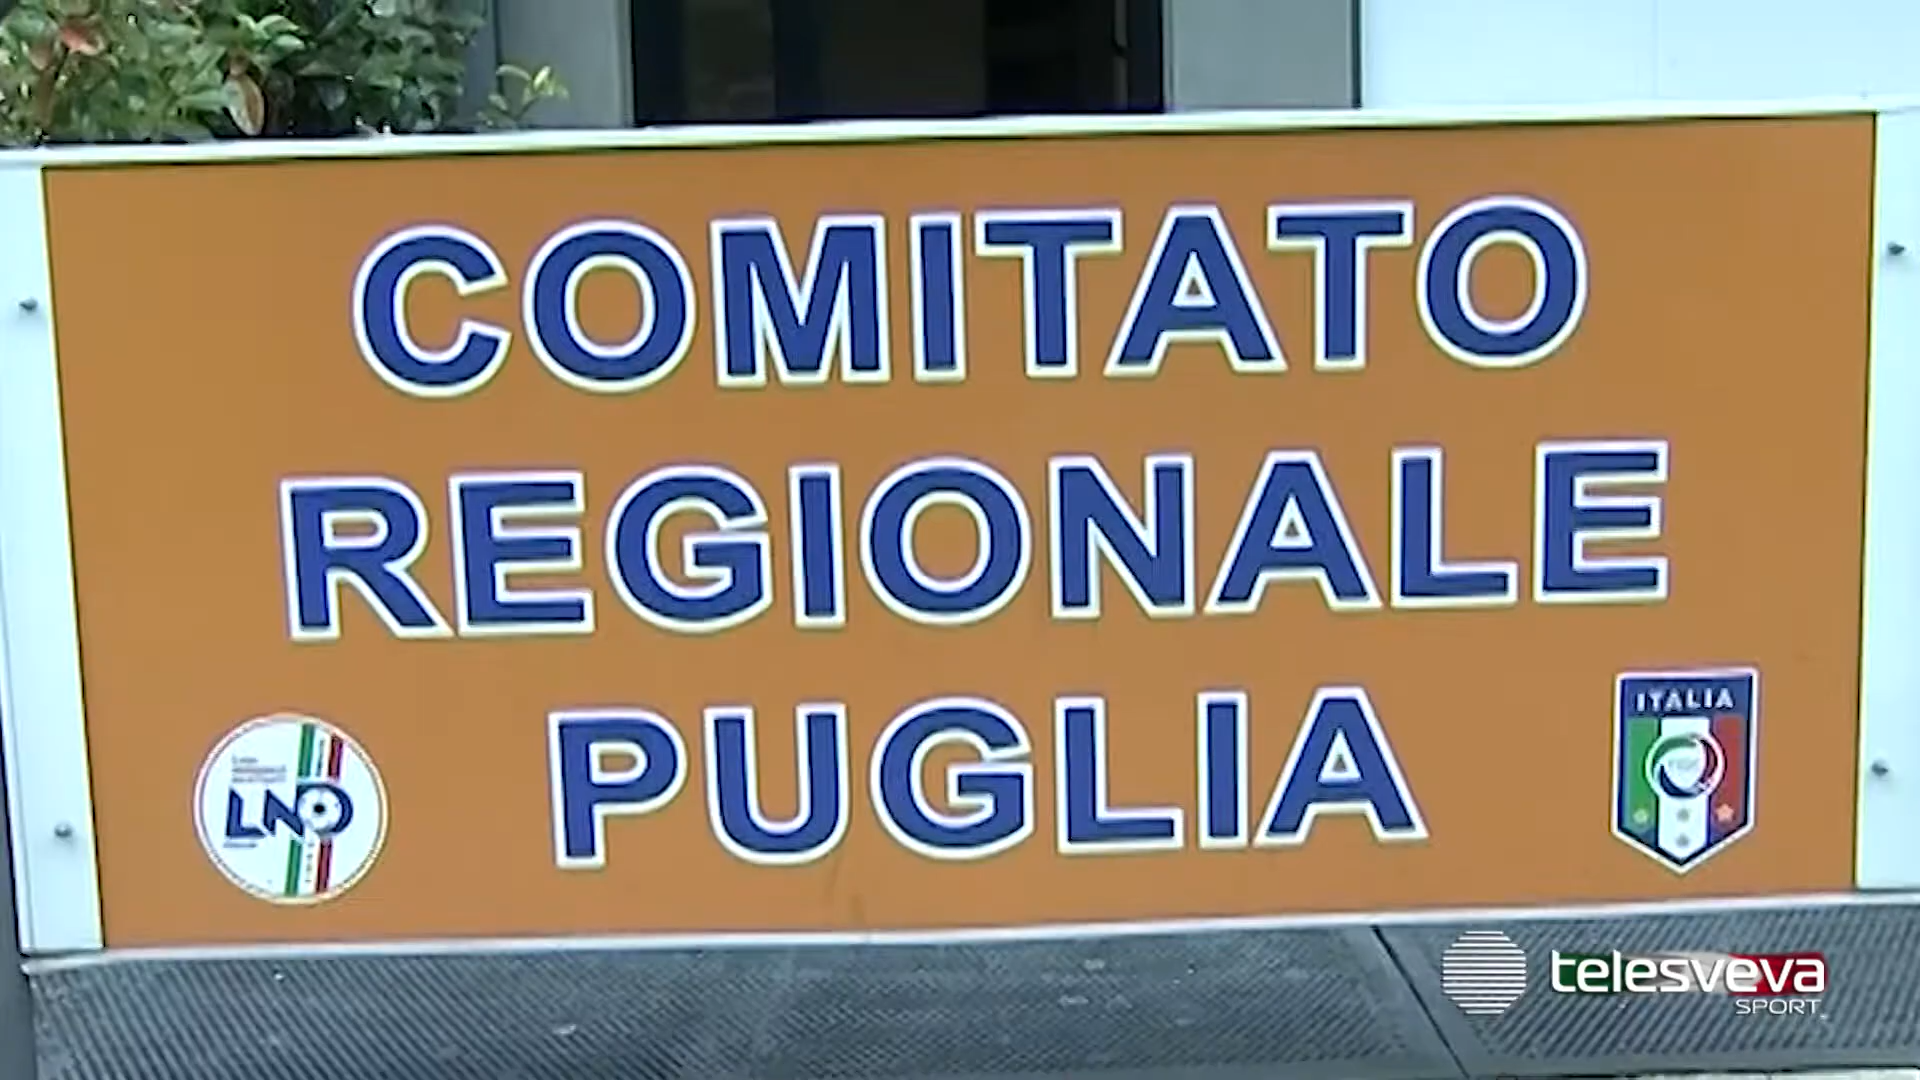 COMITATO
REGIONALE
PUGLIA
LND
ITALIA
telesveva
SPORT